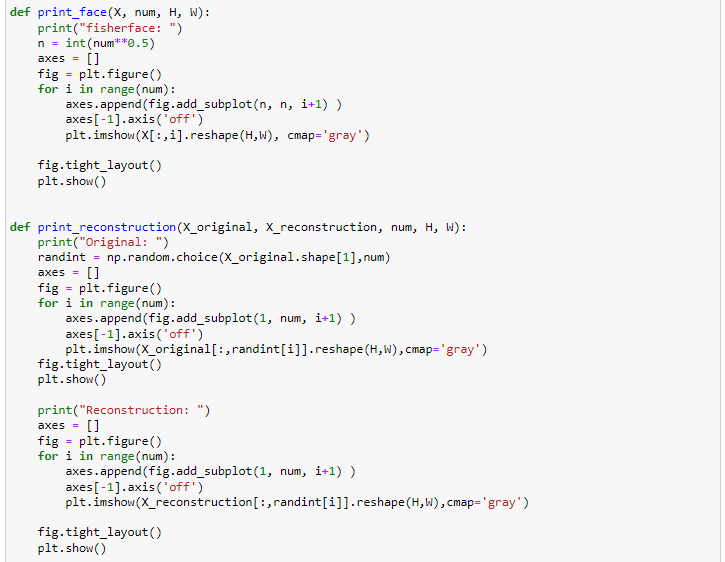 def print_face(X, num, H, W):
    print("fisherface: ")
    n = int(num**0.5)
    axes = []
    fig = plt.figure()
    for i in range(num):
        axes.append(fig.add_subplot(n, n, i+1) )
        axes[-1].axis('off')
        plt.imshow(X[:,i].reshape(H,W), cmap='gray')

    fig.tight_layout()
    plt.show()


def print_reconstruction(X_original, X_reconstruction, num, H, W):
    print("Original: ")
    randint = np.random.choice(X_original.shape[1],num)
    axes = []
    fig = plt.figure()
    for i in range(num):
        axes.append(fig.add_subplot(1, num, i+1) )
        axes[-1].axis('off')
        plt.imshow(X_original[:,randint[i]].reshape(H,W),cmap='gray')
    fig.tight_layout()
    plt.show()

    print("Reconstruction: ")
    axes = []
    fig = plt.figure()
    for i in range(num):
        axes.append(fig.add_subplot(1, num, i+1) )
        axes[-1].axis('off')
        plt.imshow(X_reconstruction[:,randint[i]].reshape(H,W),cmap='gray')

    fig.tight_layout()
    plt.show()